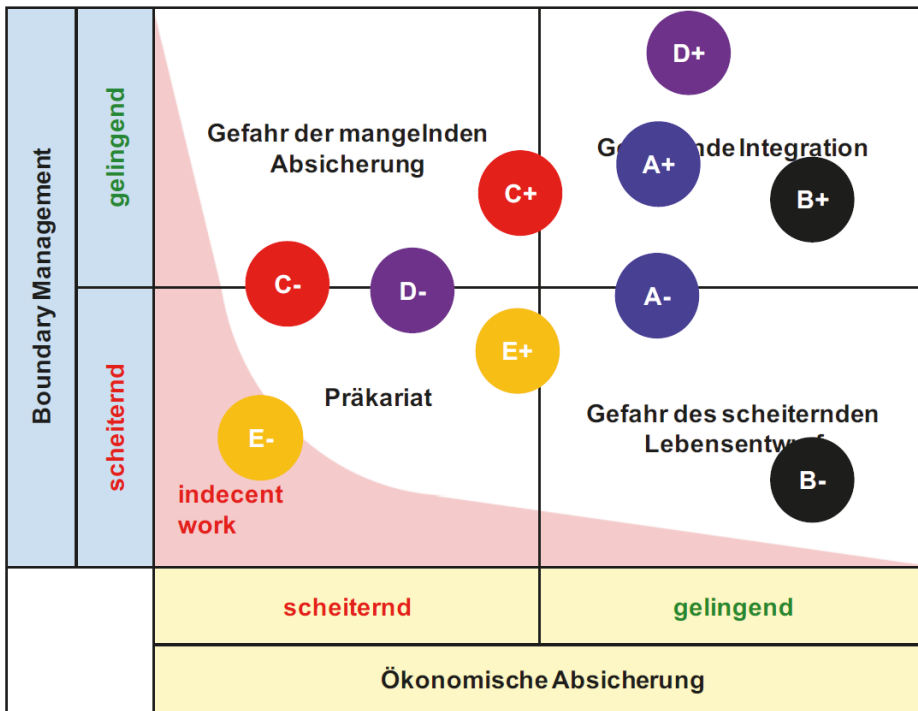 Boundary Management
gelingend
scheiternd
D+
Gefahr der mangelnden
Absicherung
Integration
A+
B+
C+
C-
D-
A-
E+
Präkariat
Gefahr des scheiternden
E-
B-
indecent
work
scheiternd
gelingend
Ökonomische Absicherung